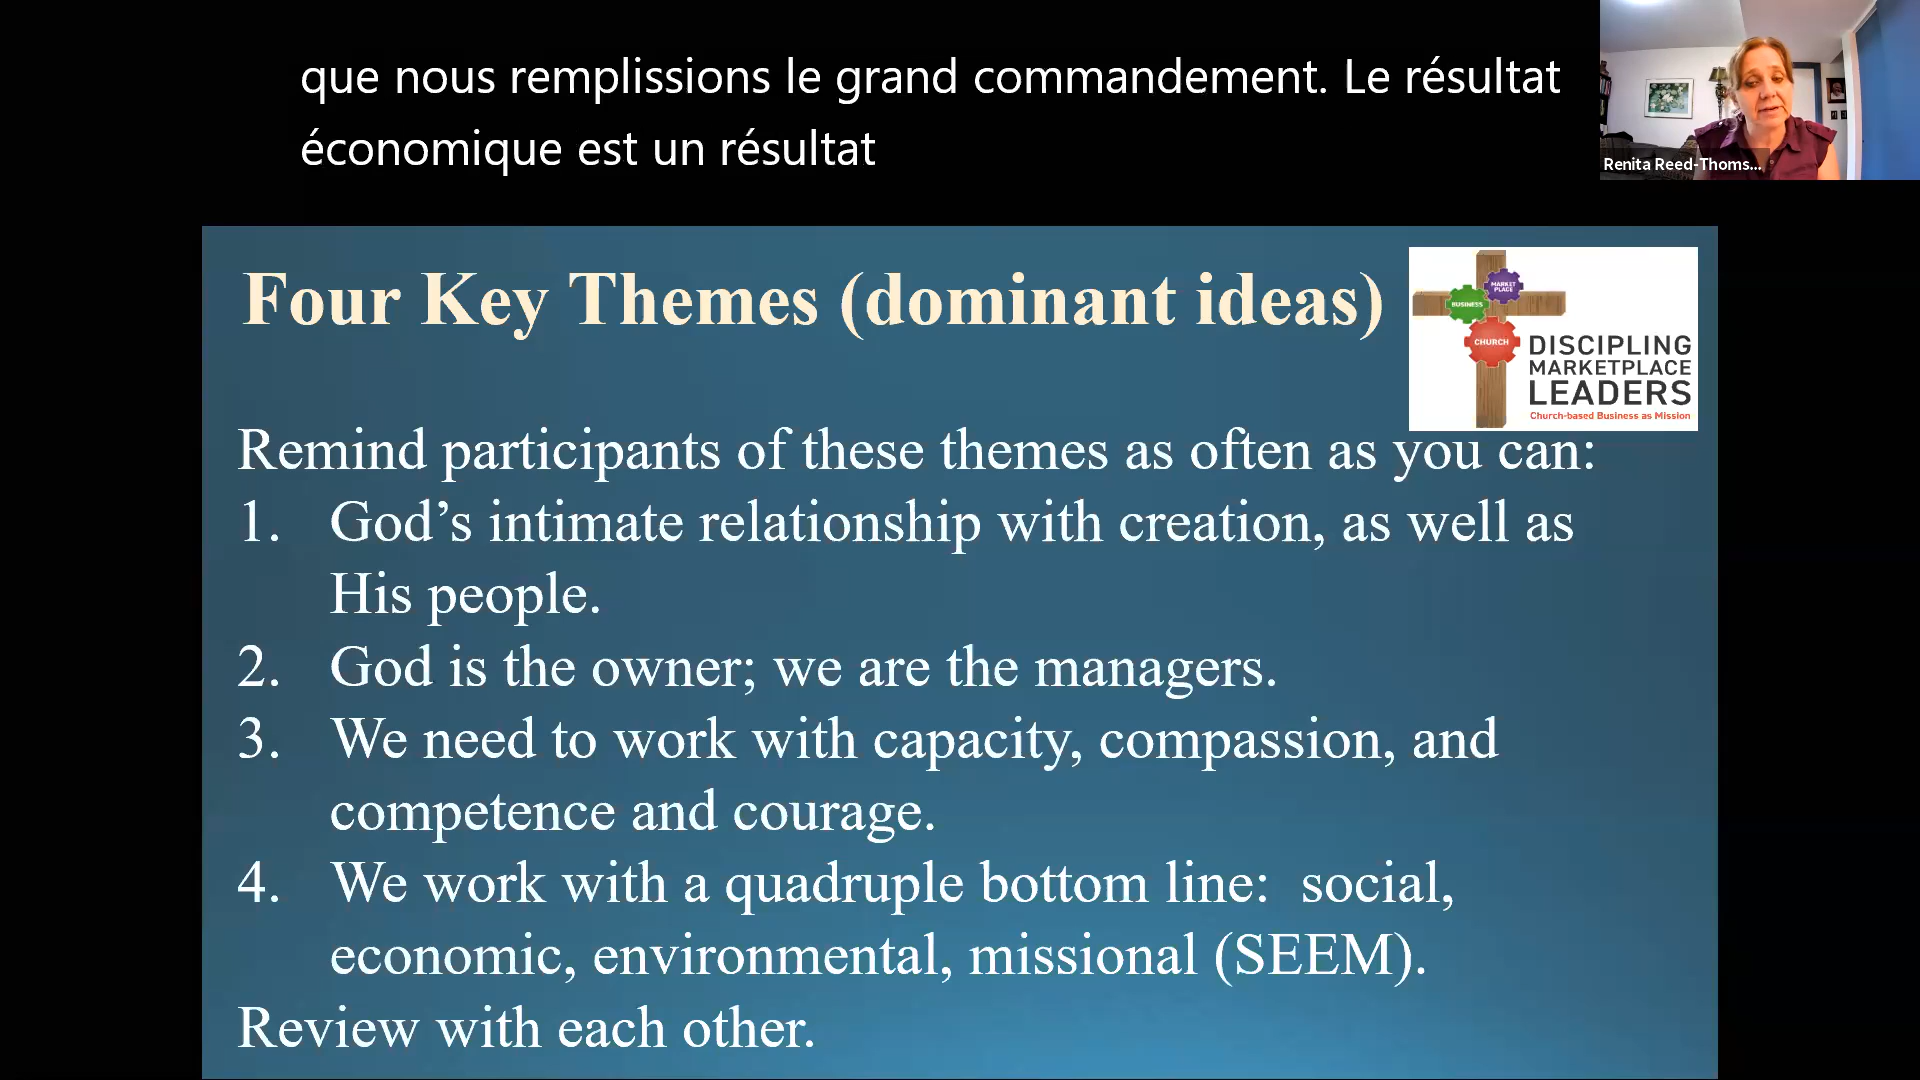 que nous remplissions le grand commandement. Le résultat
économique est un résultat
Renita Reed-Thoms...
Four Key Themes (dominant ideas)
MARKET
PLACE
BUSINESS
CHURCH
DISCIPLING
MARKETPLACE
LEADERS
Church-based Business as Mission
Remind participants of these themes as often as you can:
1. God’s intimate relationship with creation, as well as
His people.
2. God is the owner; we are the managers.
3. We need to work with capacity, compassion, and
competence and courage.
4. We work with a quadruple bottom line:  social,
economic, environmental, missional (SEEM).
Review with each other.